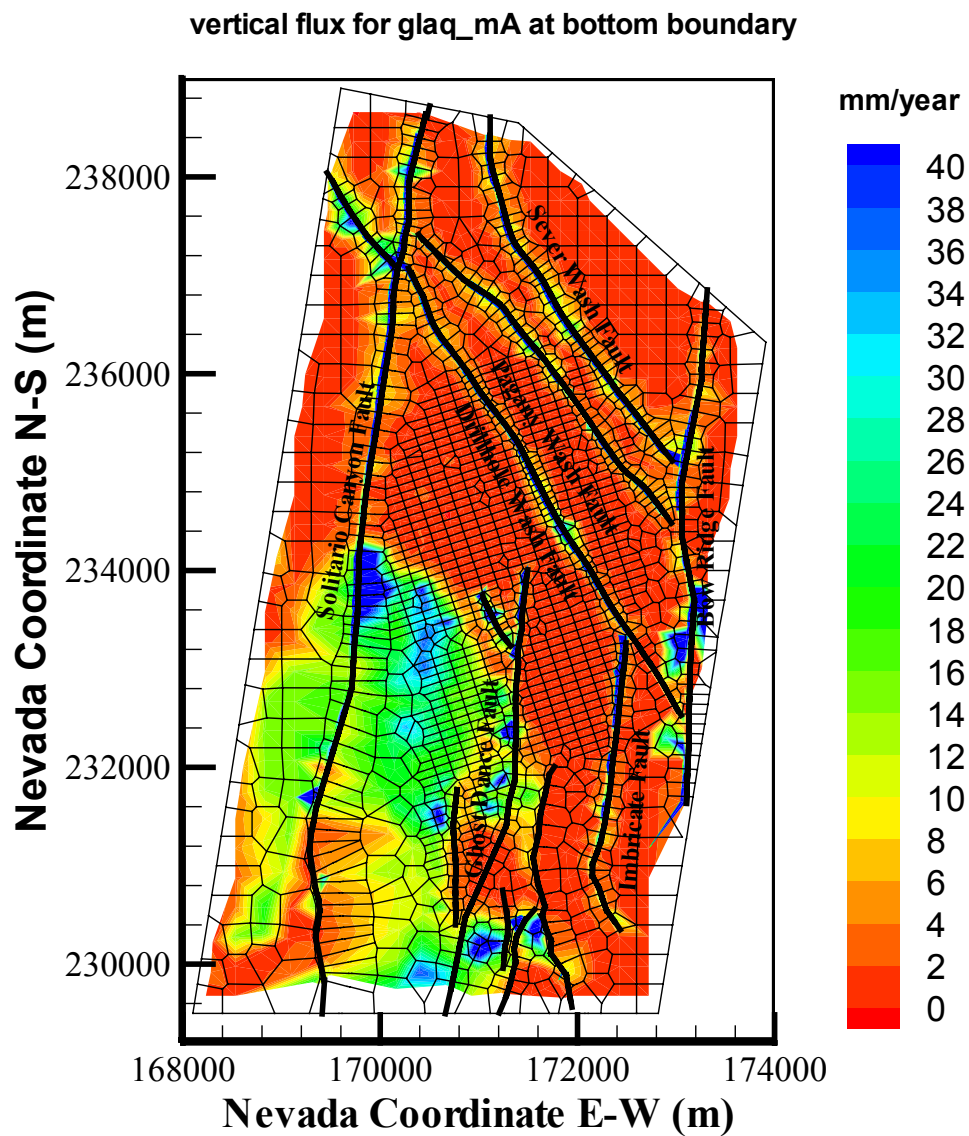 vertical flux for glaq_mA at bottom boundary
mm/year
40
38
36
34
32
30
28
26
24
22
20
18
16
14
12
10
8
6
4
2
0
Nevada Coordinate N-S (m)
238000
236000
234000
232000
230000
Sever Wash Fault
Pagany Wash Fault
Drillhole Wash Fault
Solitario Canyon Fault
Bow Ridge Fault
Ghost Dance Fault
Imbricate Fault
168000 170000 172000 174000
Nevada Coordinate E-W (m)